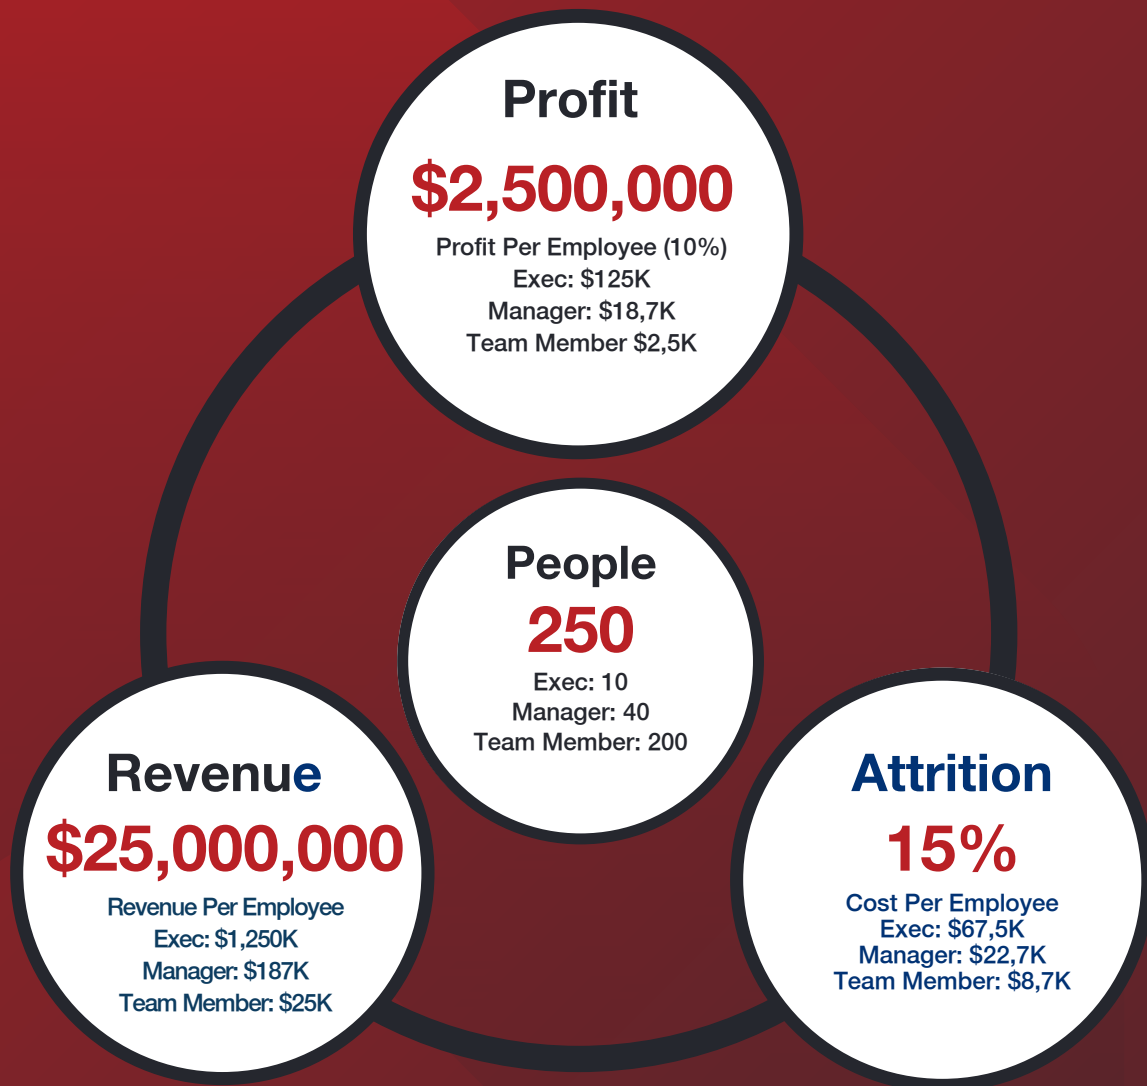 Profit
$2,500,000
Profit Per Employee (10%)
Exec: $125K
Manager: $18,7K
Team Member $2,5K
People
250
Exec: 10
Manager: 40
Team Member: 200
Revenue
$25,000,000
Revenue Per Employee
Exec: $1,250K
Manager: $187K
Team Member: $25K
Attrition
15%
Cost Per Employee
Exec: $67,5K
Manager: $22,7K
Team Member: $8,7K